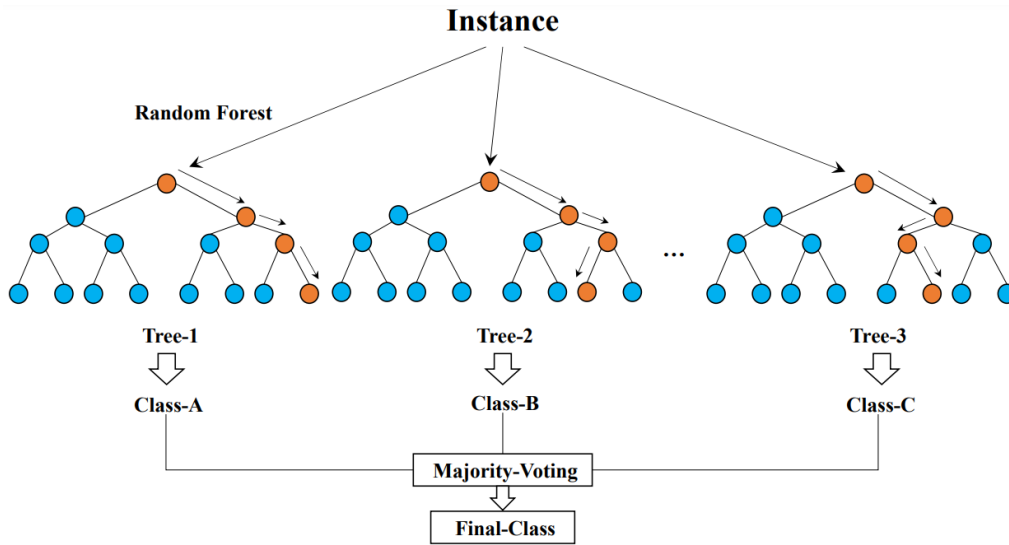 Instance
Random Forest
...
Tree-1
Tree-2
Tree-3
Class-A
Class-B
Class-C
Majority-Voting
Final-Class